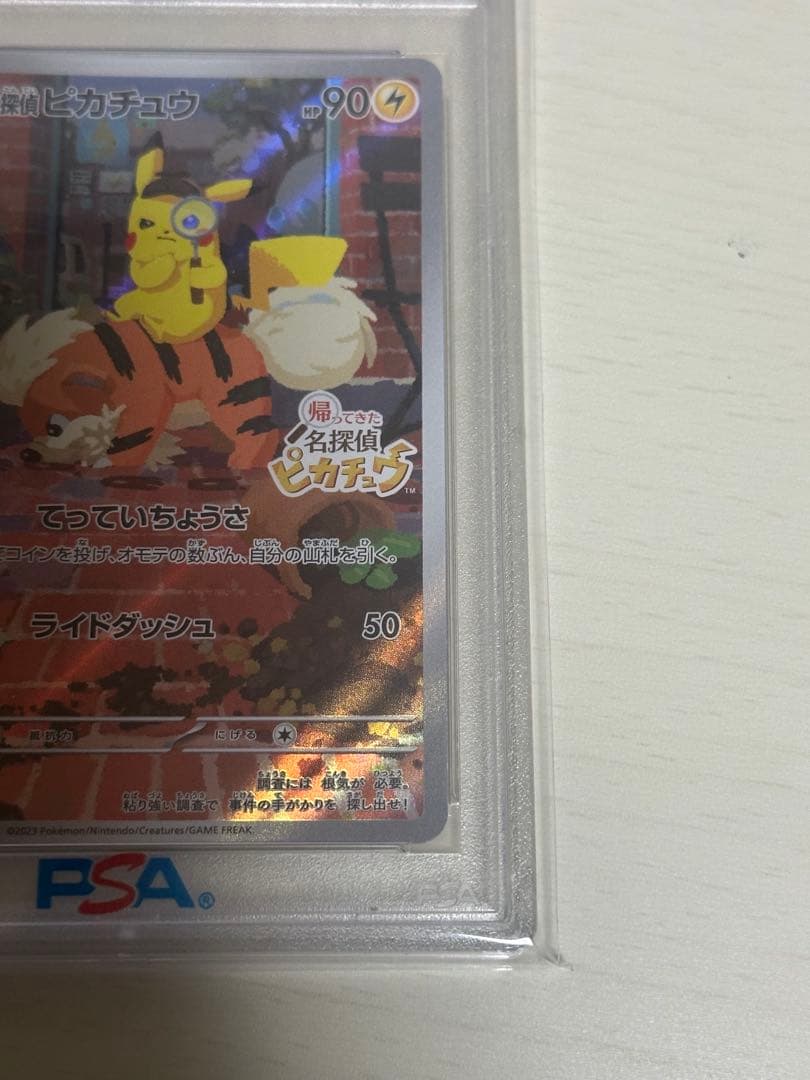 探偵ピカチュウ HP90
帰ってきた
名探偵
ピカチュウ™
てっていちょうさ
コインを投げ、オモテの数ぶん、自分の山札を引く。
ライドダッシュ 50
抵抗力 にげる
調査には 根気が 必要。
粘り強い調査で 事件の手がかりを 探し出せ!
©2023 Pokémon/Nintendo/Creatures/GAME FREAK.
PSA®